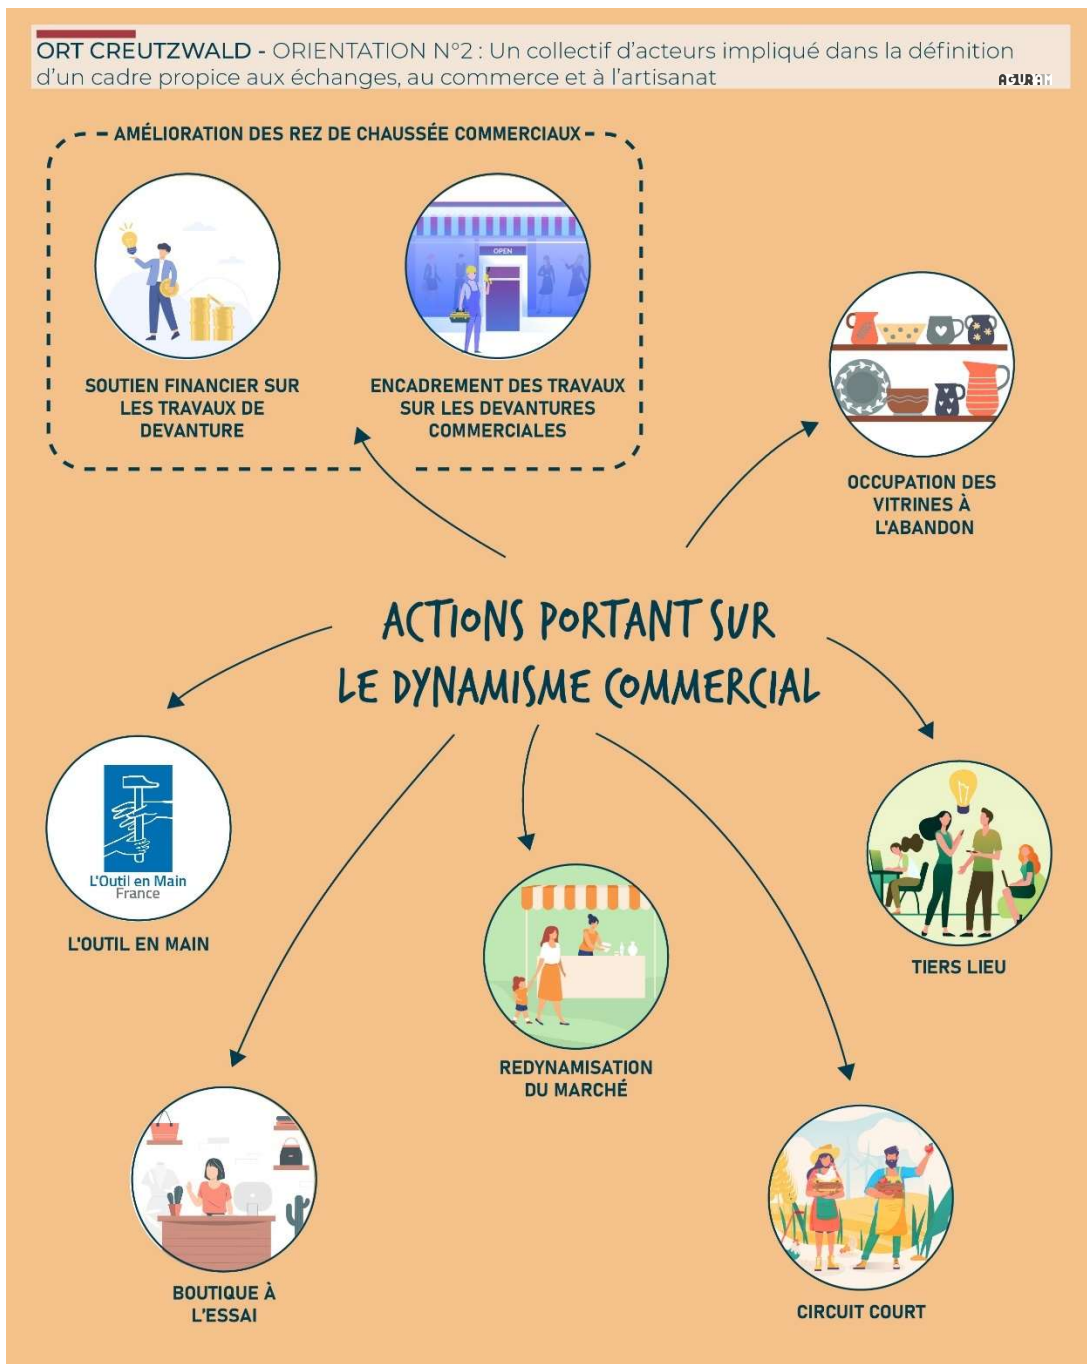 ORT CREUTZWALD - ORIENTATION N°2 : Un collectif d'acteurs impliqué dans la définition
d'un cadre propice aux échanges, au commerce et à l'artisanat
AGURAM
AMÉLIORATION DES REZ DE CHAUSSÉE COMMERCIAUX
OPEN
SOUTIEN FINANCIER SUR
LES TRAVAUX DE
DEVANTURE
ENCADREMENT DES TRAVAUX
SUR LES DEVANTURES
COMMERCIALES
OCCUPATION DES
VITRINES À
L'ABANDON
ACTIONS PORTANT SUR
LE DYNAMISME COMMERCIAL
L'Outil en Main
France
L'OUTIL EN MAIN
TIERS LIEU
REDYNAMISATION
DU MARCHÉ
BOUTIQUE À
L'ESSAI
CIRCUIT COURT